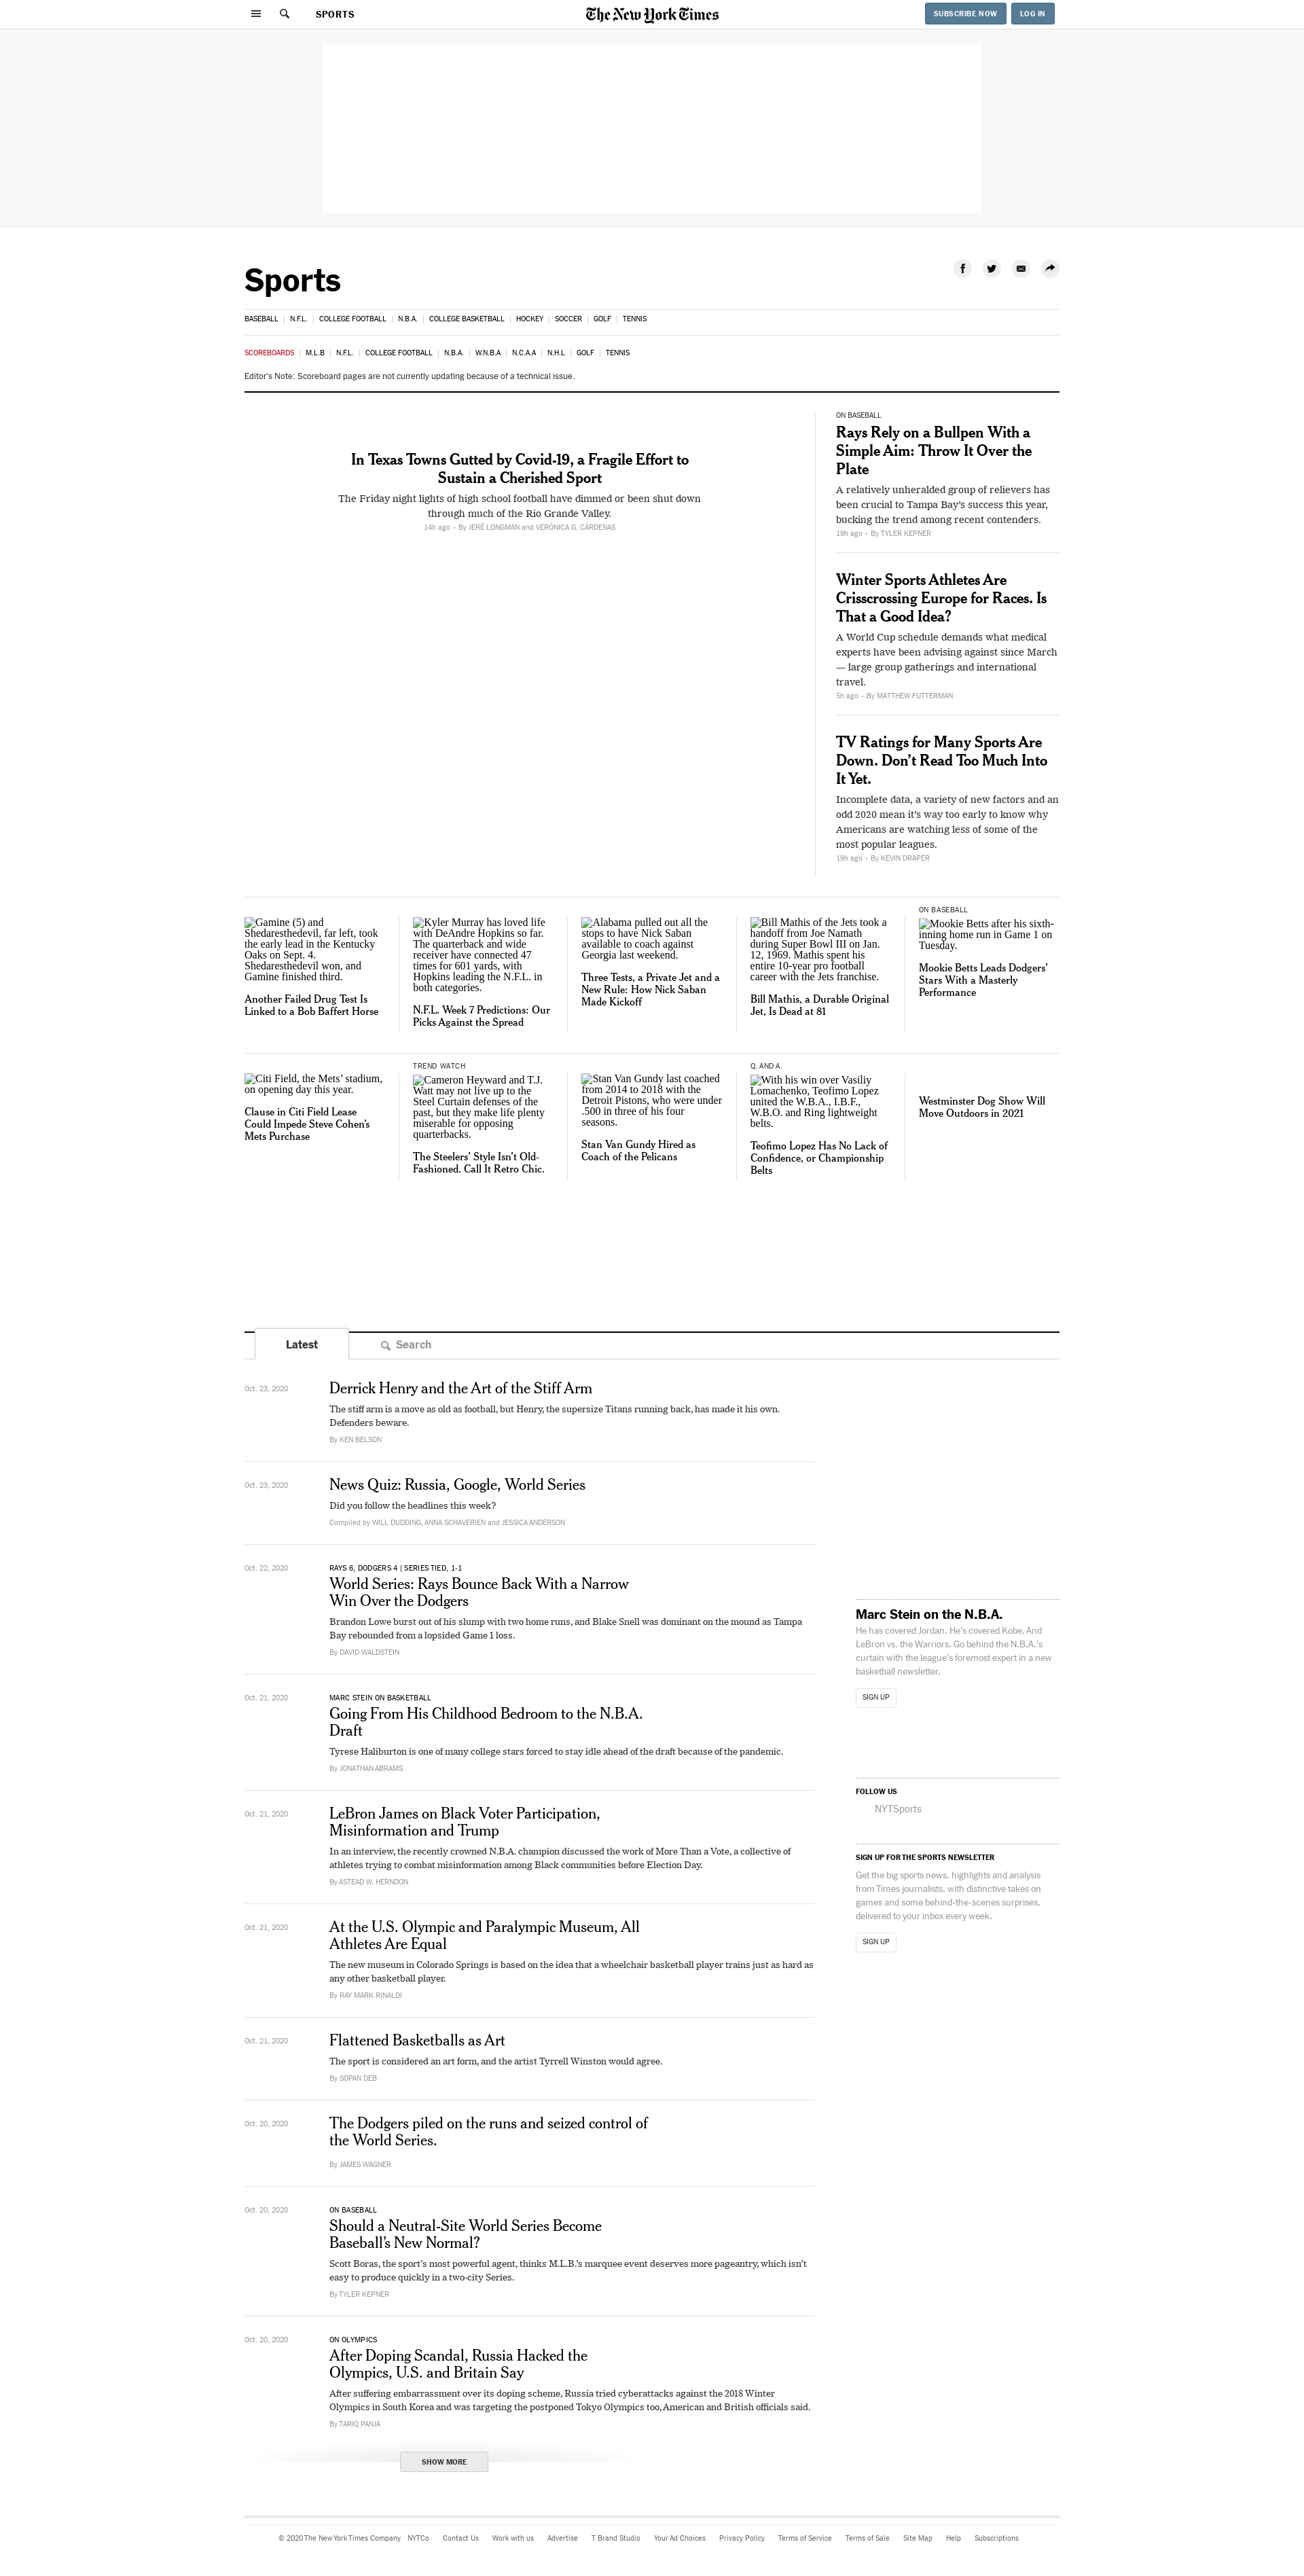 SPORTS
The New York Times
SUBSCRIBE NOW
LOG IN
Sports
BASEBALL | N.F.L. | COLLEGE FOOTBALL | N.B.A. | COLLEGE BASKETBALL | HOCKEY | SOCCER | GOLF | TENNIS
SCOREBOARDS | M.L.B | N.F.L. | COLLEGE FOOTBALL | N.B.A. | W.N.B.A | N.C.A.A | N.H.L | GOLF | TENNIS
Editor's Note: Scoreboard pages are not currently updating because of a technical issue.
In Texas Towns Gutted by Covid-19, a Fragile Effort to
Sustain a Cherished Sport
The Friday night lights of high school football have dimmed or been shut down
through much of the Rio Grande Valley.
14h ago • By JERÉ LONGMAN and VERÓNICA G. CÁRDENAS
ON BASEBALL
Rays Rely on a Bullpen With a
Simple Aim: Throw It Over the
Plate
A relatively unheralded group of relievers has
been crucial to Tampa Bay's success this year,
bucking the trend among recent contenders.
19h ago • By TYLER KEPNER
Winter Sports Athletes Are
Crisscrossing Europe for Races. Is
That a Good Idea?
A World Cup schedule demands what medical
experts have been advising against since March
— large group gatherings and international
travel.
5h ago • By MATTHEW FUTTERMAN
TV Ratings for Many Sports Are
Down. Don't Read Too Much Into
It Yet.
Incomplete data, a variety of new factors and an
odd 2020 mean it's way too early to know why
Americans are watching less of some of the
most popular leagues.
19h ago • By KEVIN DRAPER
Gamine (5) and
Shedaresthedevil, far left, took
the early lead in the Kentucky
Oaks on Sept. 4.
Shedaresthedevil won, and
Gamine finished third.
Another Failed Drug Test Is
Linked to a Bob Baffert Horse
Kyler Murray has loved life
with DeAndre Hopkins so far.
The quarterback and wide
receiver have connected 47
times for 601 yards, with
Hopkins leading the N.F.L. in
both categories.
N.F.L. Week 7 Predictions: Our
Picks Against the Spread
Alabama pulled out all the
stops to have Nick Saban
available to coach against
Georgia last weekend.
Three Tests, a Private Jet and a
New Rule: How Nick Saban
Made Kickoff
Bill Mathis of the Jets took a
handoff from Joe Namath
during Super Bowl III on Jan.
12, 1969. Mathis spent his
entire 10-year pro football
career with the Jets franchise.
Bill Mathis, a Durable Original
Jet, Is Dead at 81
ON BASEBALL
Mookie Betts after his sixth-
inning home run in Game 1 on
Tuesday.
Mookie Betts Leads Dodgers'
Stars With a Masterly
Performance
Citi Field, the Mets' stadium,
on opening day this year.
Clause in Citi Field Lease
Could Impede Steve Cohen's
Mets Purchase
TREND WATCH
Cameron Heyward and T.J.
Watt may not live up to the
Steel Curtain defenses of the
past, but they make life plenty
miserable for opposing
quarterbacks.
The Steelers' Style Isn't Old-
Fashioned. Call It Retro Chic.
Stan Van Gundy last coached
from 2014 to 2018 with the
Detroit Pistons, who were under
.500 in three of his four
seasons.
Stan Van Gundy Hired as
Coach of the Pelicans
Q. AND A.
With his win over Vasiliy
Lomachenko, Teofimo Lopez
united the W.B.A., I.B.F.,
W.B.O. and Ring lightweight
belts.
Teofimo Lopez Has No Lack of
Confidence, or Championship
Belts
Westminster Dog Show Will
Move Outdoors in 2021
Latest
Search
Oct. 23, 2020
Derrick Henry and the Art of the Stiff Arm
The stiff arm is a move as old as football, but Henry, the supersize Titans running back, has made it his own.
Defenders beware.
By KEN BELSON
Oct. 23, 2020
News Quiz: Russia, Google, World Series
Did you follow the headlines this week?
Compiled by WILL DUDDING, ANNA SCHAVERIEN and JESSICA ANDERSON
Oct. 22, 2020
RAYS 6, DODGERS 4 | SERIES TIED, 1-1
World Series: Rays Bounce Back With a Narrow
Win Over the Dodgers
Brandon Lowe burst out of his slump with two home runs, and Blake Snell was dominant on the mound as Tampa
Bay rebounded from a lopsided Game 1 loss.
By DAVID WALDSTEIN
Oct. 21, 2020
MARC STEIN ON BASKETBALL
Going From His Childhood Bedroom to the N.B.A.
Draft
Tyrese Haliburton is one of many college stars forced to stay idle ahead of the draft because of the pandemic.
By JONATHAN ABRAMS
Oct. 21, 2020
LeBron James on Black Voter Participation,
Misinformation and Trump
In an interview, the recently crowned N.B.A. champion discussed the work of More Than a Vote, a collective of
athletes trying to combat misinformation among Black communities before Election Day.
By ASTEAD W. HERNDON
Oct. 21, 2020
At the U.S. Olympic and Paralympic Museum, All
Athletes Are Equal
The new museum in Colorado Springs is based on the idea that a wheelchair basketball player trains just as hard as
any other basketball player.
By RAY MARK RINALDI
Oct. 21, 2020
Flattened Basketballs as Art
The sport is considered an art form, and the artist Tyrrell Winston would agree.
By SOPAN DEB
Oct. 20, 2020
The Dodgers piled on the runs and seized control of
the World Series.
By JAMES WAGNER
Oct. 20, 2020
ON BASEBALL
Should a Neutral-Site World Series Become
Baseball's New Normal?
Scott Boras, the sport's most powerful agent, thinks M.L.B.'s marquee event deserves more pageantry, which isn't
easy to produce quickly in a two-city Series.
By TYLER KEPNER
Oct. 20, 2020
ON OLYMPICS
After Doping Scandal, Russia Hacked the
Olympics, U.S. and Britain Say
After suffering embarrassment over its doping scheme, Russia tried cyberattacks against the 2018 Winter
Olympics in South Korea and was targeting the postponed Tokyo Olympics too, American and British officials said.
By TARIQ PANJA
SHOW MORE
Marc Stein on the N.B.A.
He has covered Jordan. He's covered Kobe. And
LeBron vs. the Warriors. Go behind the N.B.A.'s
curtain with the league's foremost expert in a new
basketball newsletter.
SIGN UP
FOLLOW US
NYTSports
SIGN UP FOR THE SPORTS NEWSLETTER
Get the big sports news, highlights and analysis
from Times journalists, with distinctive takes on
games and some behind-the-scenes surprises,
delivered to your inbox every week.
SIGN UP
© 2020 The New York Times Company NYTCo Contact Us Work with us Advertise T Brand Studio Your Ad Choices Privacy Policy Terms of Service Terms of Sale Site Map Help Subscriptions